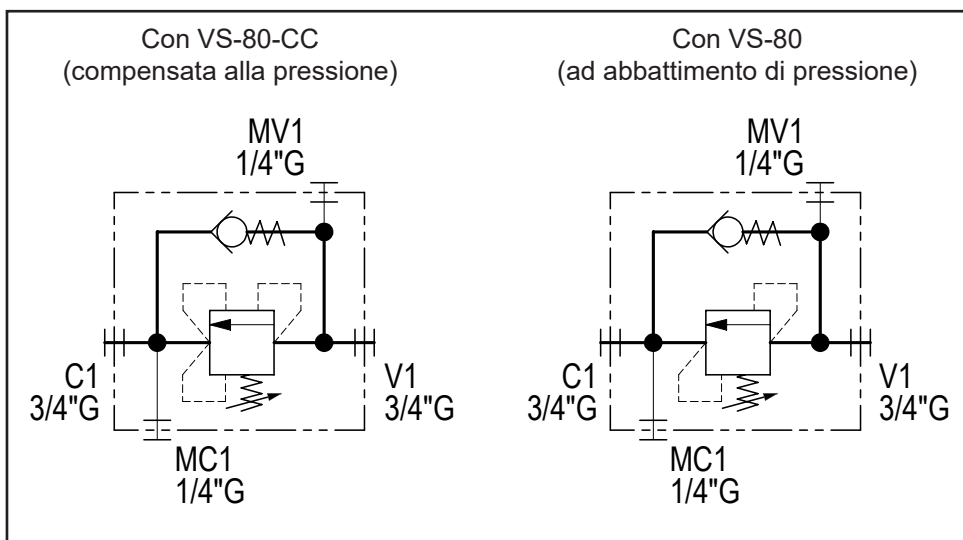 Con VS-80-CC
(compensata alla pressione)
MV1
1/4"G
C1
3/4"G
V1
3/4"G
MC1
1/4"G
Con VS-80
(ad abbattimento di pressione)
MV1
1/4"G
C1
3/4"G
V1
3/4"G
MC1
1/4"G